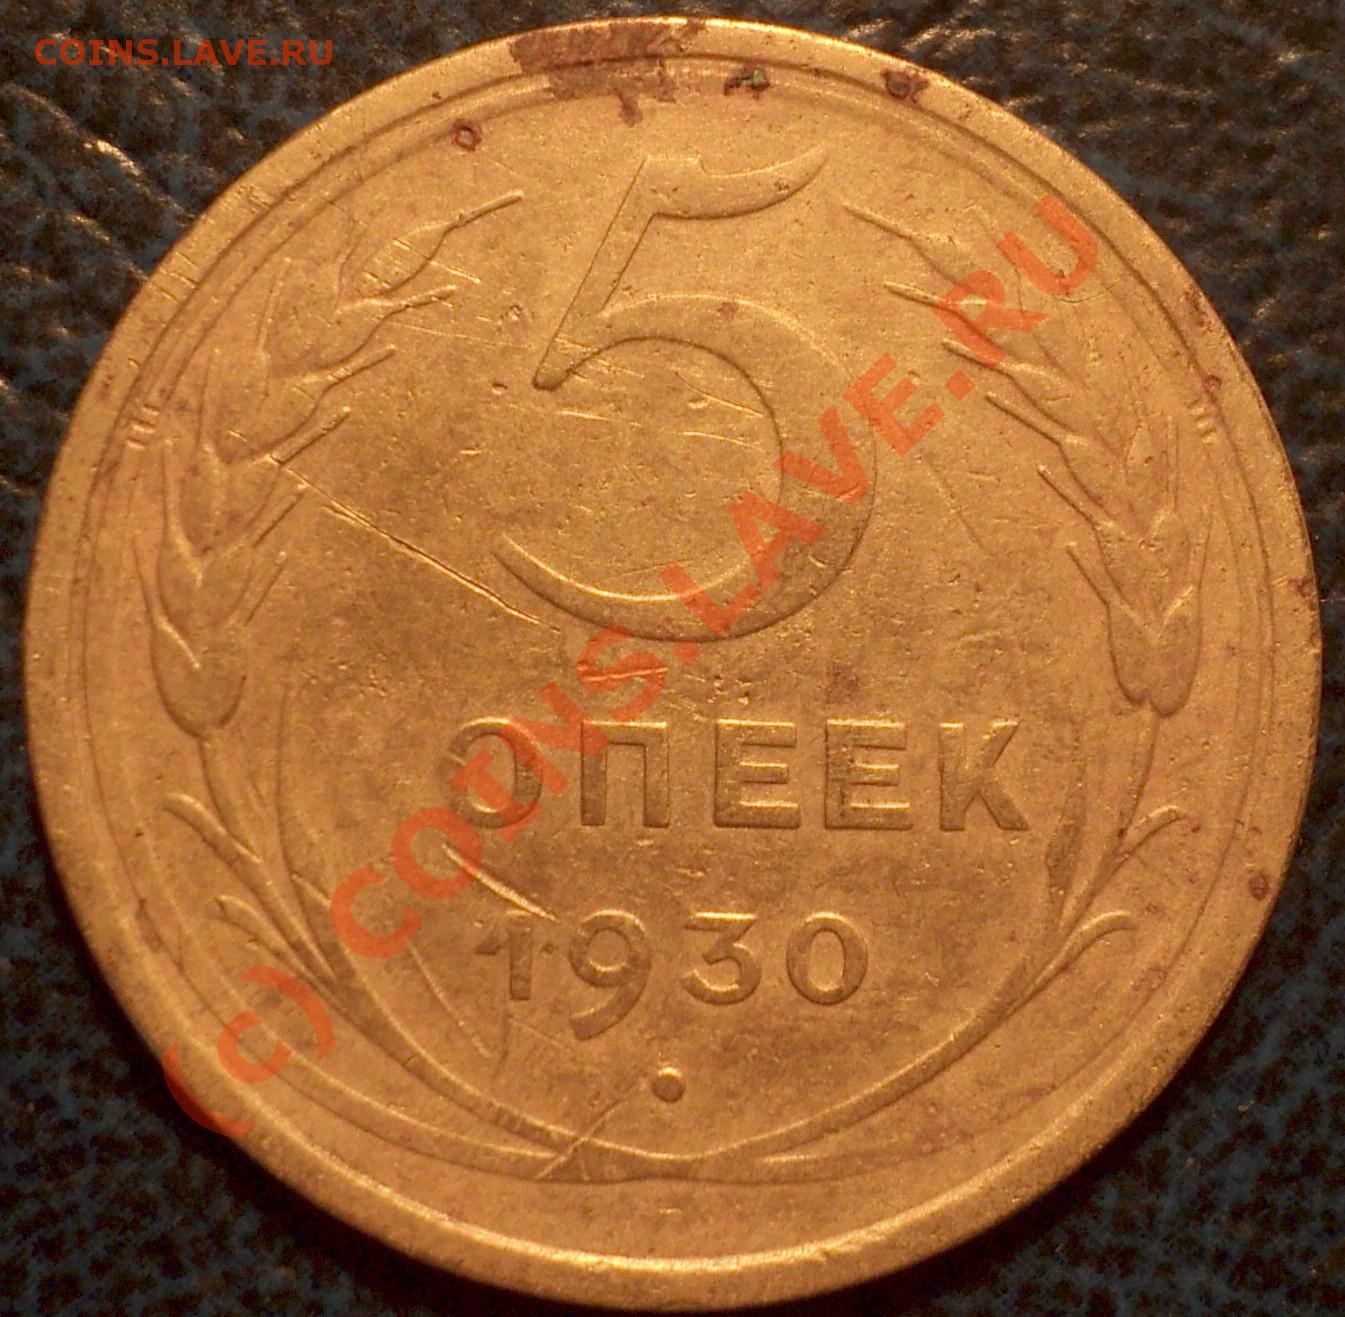 COINS.LAVE.RU
5
ОПЕЕК
1930
(c) COINS.LAVE.RU